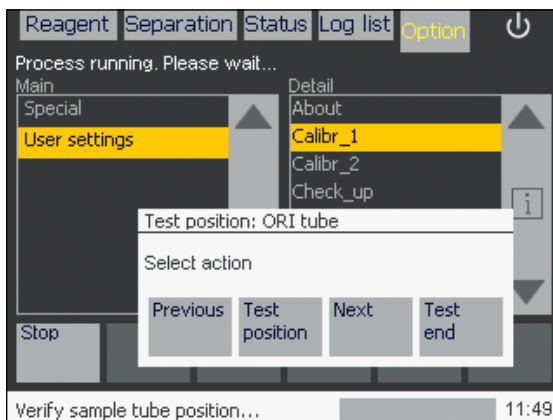 Reagent Separation Status Log list Option
Process running. Please wait...
Main Detail
Special About
User settings Calibr_1
Calibr_2
Check_up
i
Test position: ORI tube
Select action
Previous Test position Next Test end
Stop
Verify sample tube position... 11:49